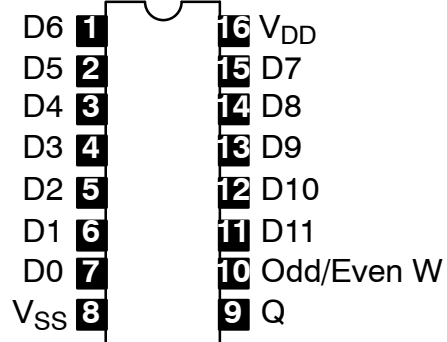 D6 1 16 VDD
D5 2 15 D7
D4 3 14 D8
D3 4 13 D9
D2 5 12 D10
D1 6 11 D11
D0 7 10 Odd/Even W
VSS 8 9 Q